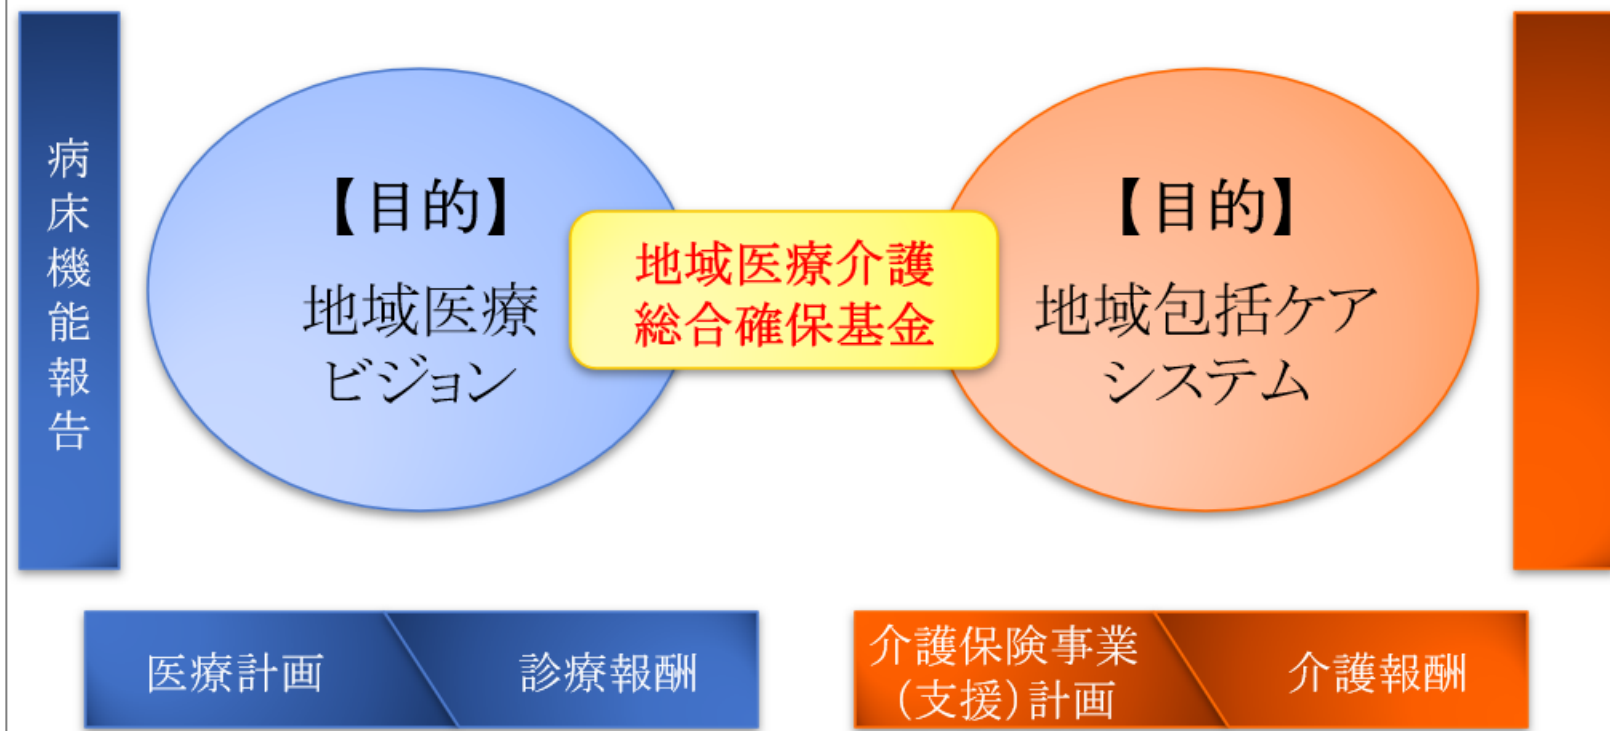 病床機能報告
【目的】
地域医療
ビジョン
地域医療介護
総合確保基金
【目的】
地域包括ケア
システム
医療計画
診療報酬
介護保険事業
(支援)計画
介護報酬